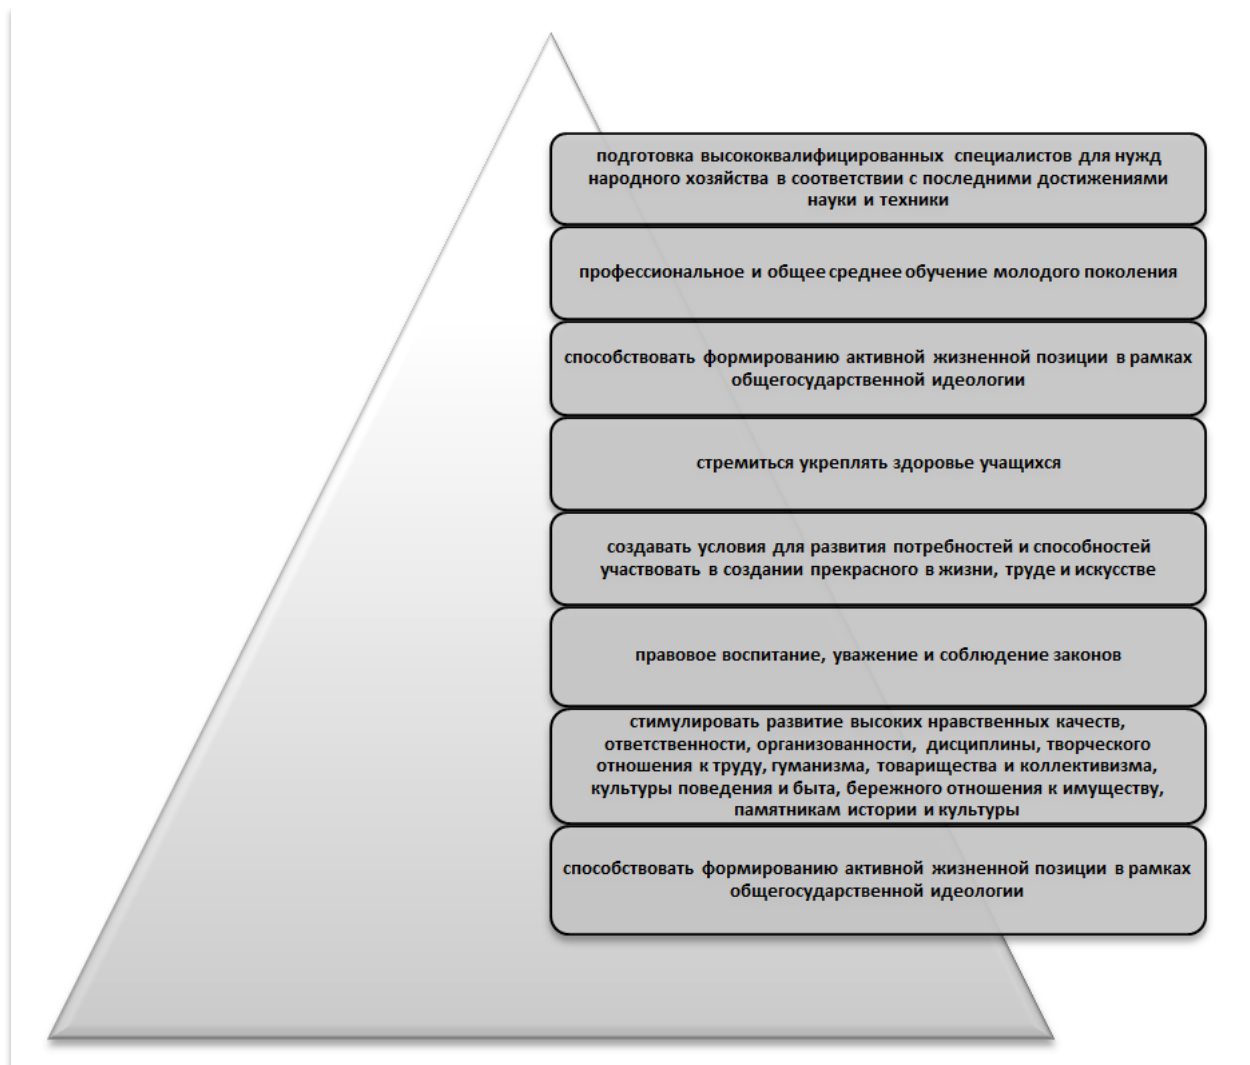 подготовка высококвалифицированных специалистов для нужд
народного хозяйства в соответствии с последними достижениями
науки и техники
профессиональное и общее среднее обучение молодого поколения
способствовать формированию активной жизненной позиции в рамках
общегосударственной идеологии
стремиться укреплять здоровье учащихся
создавать условия для развития потребностей и способностей
участвовать в создании прекрасного в жизни, труде и искусстве
правовое воспитание, уважение и соблюдение законов
стимулировать развитие высоких нравственных качеств,
ответственности, организованности, дисциплины, творческого
отношения к труду, гуманизма, товарищества и коллективизма,
культуры поведения и быта, бережного отношения к имуществу,
памятникам истории и культуры
способствовать формированию активной жизненной позиции в рамках
общегосударственной идеологии